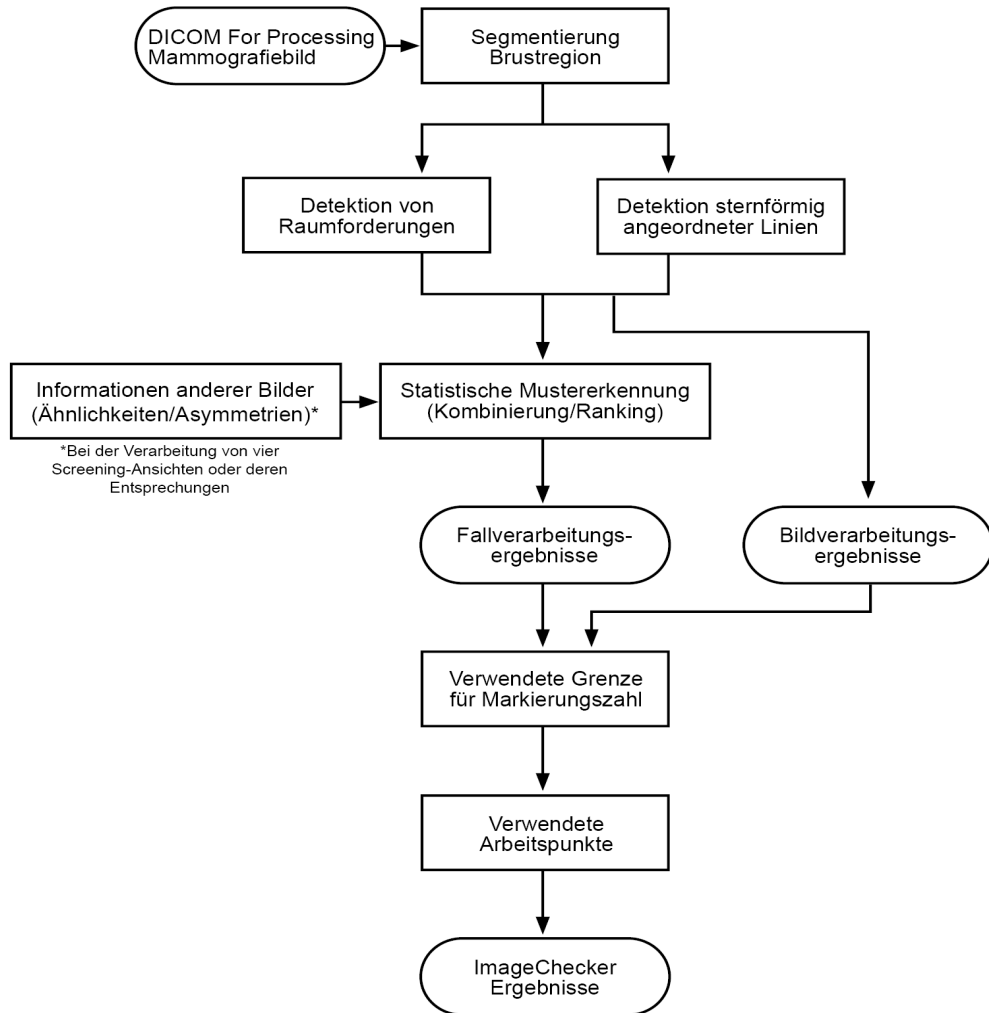 DICOM For Processing
Mammografiebild
Segmentierung
Brustregion
Detektion von
Raumforderungen
Detektion sternförmig
angeordneter Linien
Informationen anderer Bilder
(Ähnlichkeiten/Asymmetrien)*
*Bei der Verarbeitung von vier
Screening-Ansichten oder deren
Entsprechungen
Statistische Mustererkennung
(Kombinierung/Ranking)
Fallverarbeitungs-
ergebnisse
Bildverarbeitungs-
ergebnisse
Verwendete Grenze
für Markierungszahl
Verwendete
Arbeitspunkte
ImageChecker
Ergebnisse